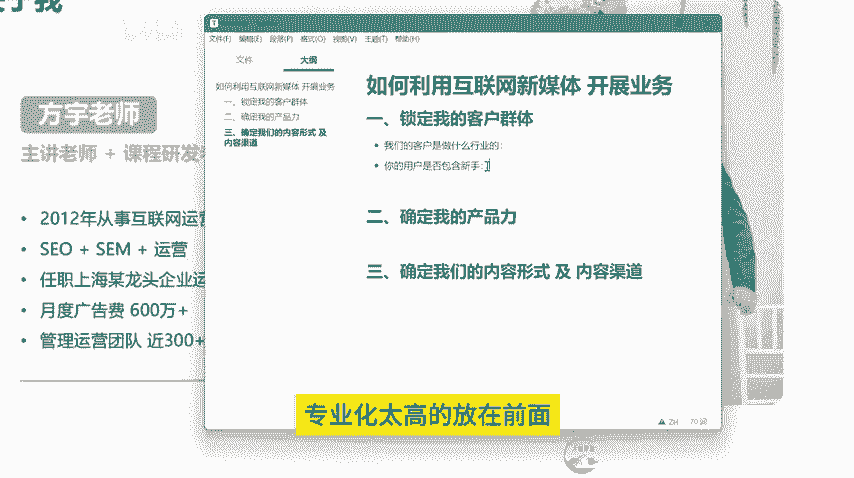 于我
方宇老师
主讲老师 + 课程研发
• 2012年从事互联网运营
• SEO + SEM + 运营
• 任职上海某龙头企业运
• 月度广告费 600万+
• 管理运营团队 近300+
T
文件(F) 编辑(E) 段落(P) 格式(O) 视图(V) 主题(T) 帮助(H)
文件 大纲
如何利用互联网新媒体 开展业务
一、锁定我的客户群体
二、确定我的产品力
三、确定我们的内容形式 及
内容渠道
如何利用互联网新媒体 开展业务
一、锁定我的客户群体
• 我们的客户是做什么行业的:
• 你的用户是否包含新手:
二、确定我的产品力
三、确定我们的内容形式 及 内容渠道
ZH 70 词
专业化太高的放在前面